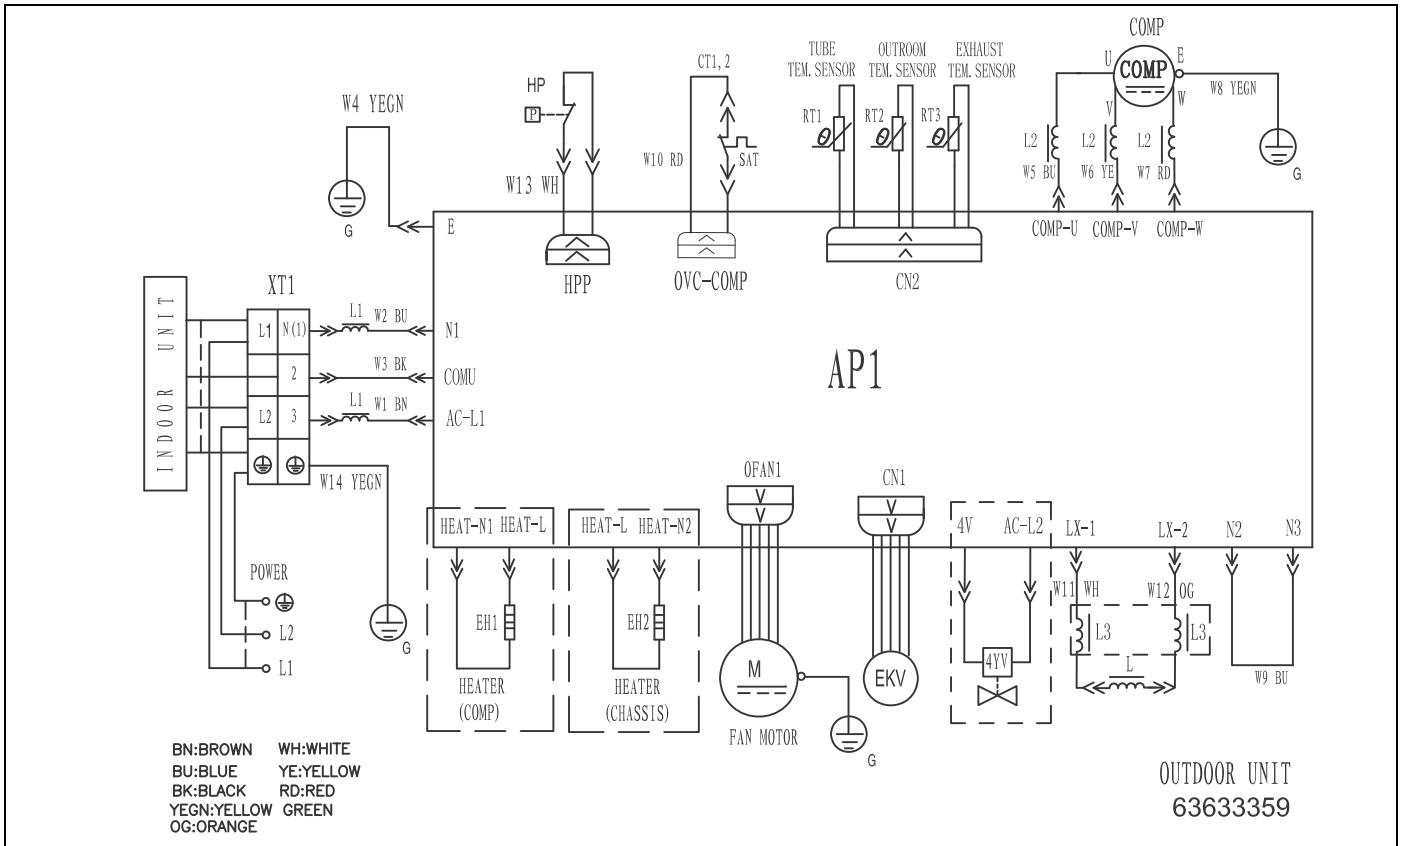 COMP
TUBE
TEM. SENSOR
OUTROOM
TEM. SENSOR
EXHAUST
TEM. SENSOR
CT1, 2
U
E
COMP
HP
P
W8 YEGN
W4 YEGN
V
W
RT1
RT2
RT3
θ
θ
θ
L2
L2
L2
W10 RD
SAT
W5 BU
W6 YE
W7 RD
G
W13 WH
G
E
COMP-U
COMP-V
COMP-W
HPP
OVC-COMP
CN2
XT1
INDOOR UNIT
L1
N(1)
L1
W2 BU
N1
2
W3 BK
COMU
AP1
L2
3
L1
W1 BN
AC-L1
W14 YEGN
OFAN1
CN1
HEAT-N1
HEAT-L
HEAT-L
HEAT-N2
4V
AC-L2
LX-1
LX-2
N2
N3
POWER
W11 WH
W12 OG
L2
L1
G
EH1
EH2
L3
L3
M
4YV
L
EKV
W9 BU
HEATER
(COMP)
HEATER
(CHASSIS)
FAN MOTOR
G
BN:BROWN WH:WHITE
BU:BLUE YE:YELLOW
BK:BLACK RD:RED
YEGN:YELLOW GREEN
OG:ORANGE
OUTDOOR UNIT
63633359